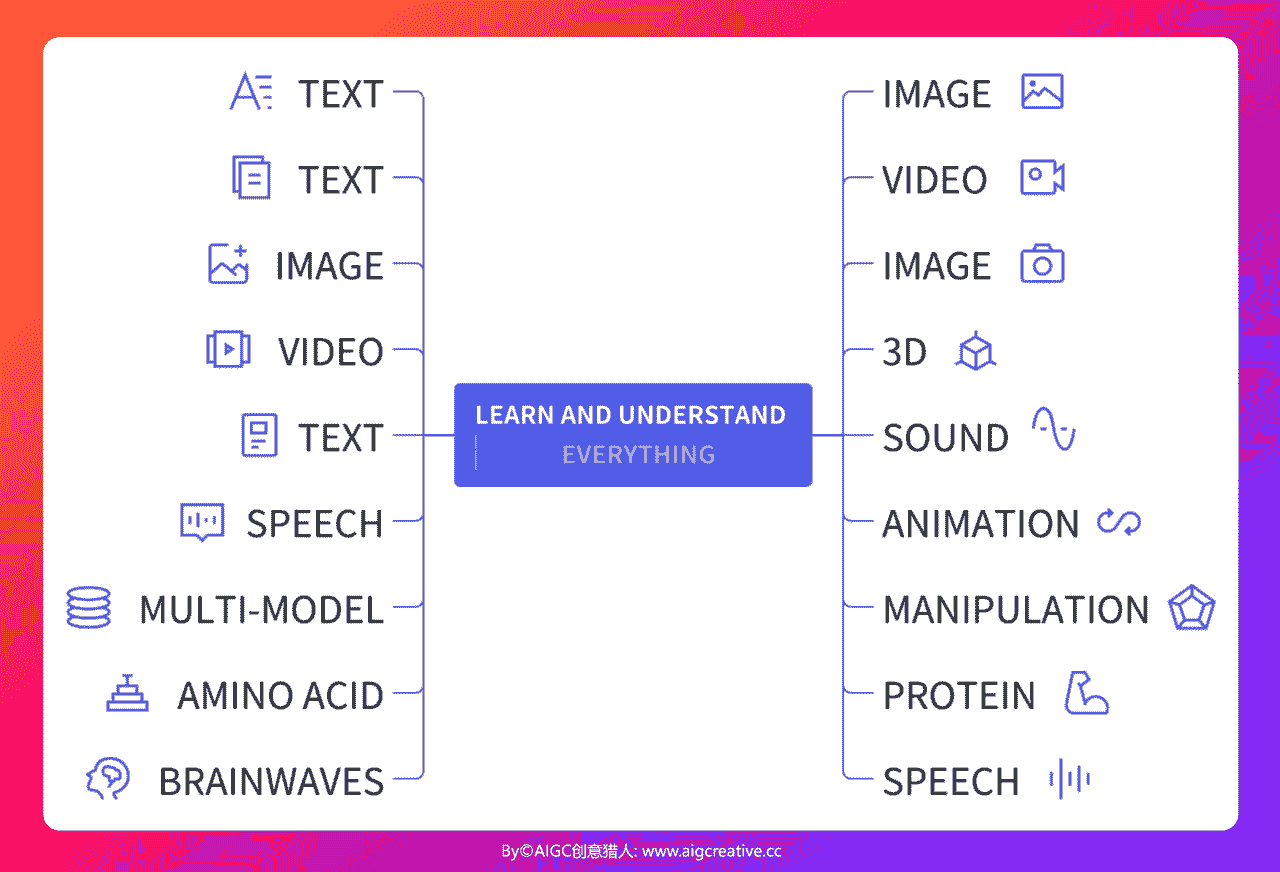 TEXT
TEXT
IMAGE
VIDEO
TEXT
SPEECH
MULTI-MODEL
AMINO ACID
BRAINWAVES
LEARN AND UNDERSTAND
EVERYTHING
IMAGE
VIDEO
IMAGE
3D
SOUND
ANIMATION
MANIPULATION
PROTEIN
SPEECH
By©AIGC创意猎人: www.aigcreative.cc